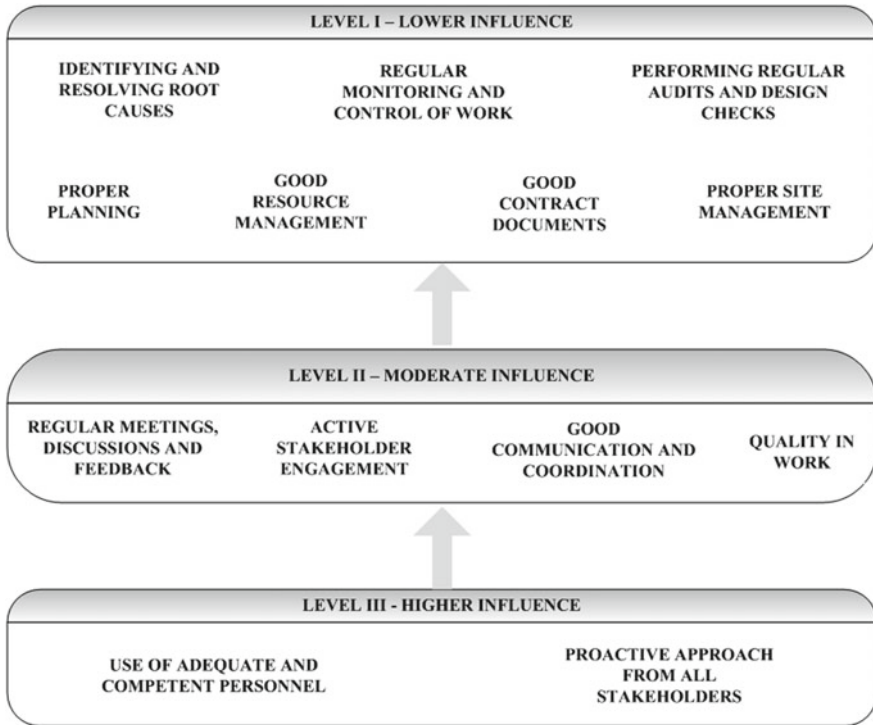 LEVEL I – LOWER INFLUENCE
IDENTIFYING AND
RESOLVING ROOT
CAUSES
REGULAR
MONITORING AND
CONTROL OF WORK
PERFORMING REGULAR
AUDITS AND DESIGN
CHECKS
PROPER
PLANNING
GOOD
RESOURCE
MANAGEMENT
GOOD
CONTRACT
DOCUMENTS
PROPER SITE
MANAGEMENT
LEVEL II – MODERATE INFLUENCE
REGULAR MEETINGS,
DISCUSSIONS AND
FEEDBACK
ACTIVE
STAKEHOLDER
ENGAGEMENT
GOOD
COMMUNICATION AND
COORDINATION
QUALITY IN
WORK
LEVEL III - HIGHER INFLUENCE
USE OF ADEQUATE AND
COMPETENT PERSONNEL
PROACTIVE APPROACH
FROM ALL
STAKEHOLDERS